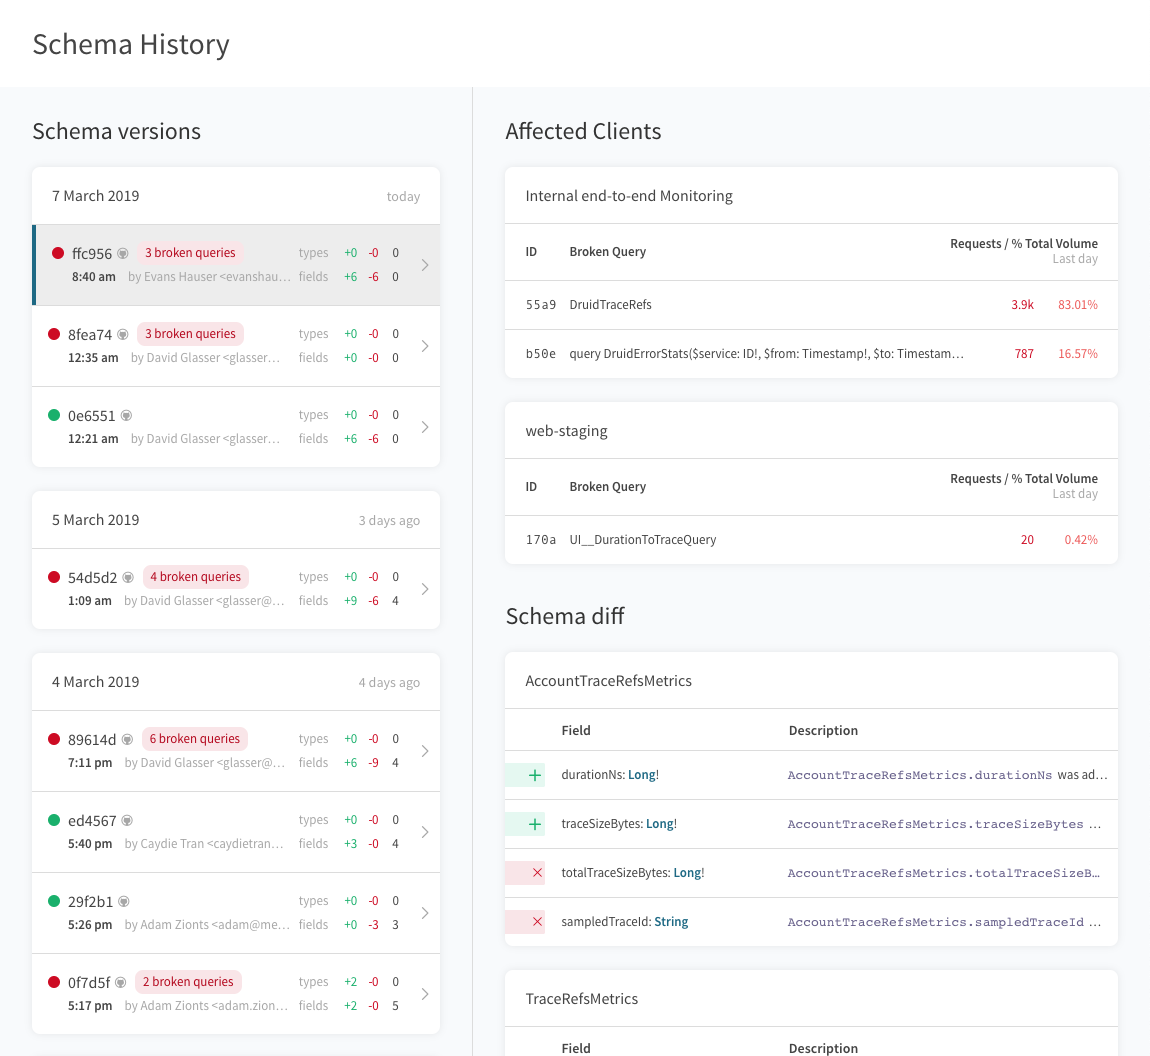 Schema History
Schema versions
7 March 2019 today
ffc956 3 broken queries types +0 -0 0
8:40 am by Evans Hauser <evanshau… fields +6 -6 0
8fea74 3 broken queries types +0 -0 0
12:35 am by David Glasser <glasser… fields +0 -0 0
0e6551 types +0 -0 0
12:21 am by David Glasser <glasser… fields +6 -6 0
5 March 2019 3 days ago
54d5d2 4 broken queries types +0 -0 0
1:09 am by David Glasser <glasser@… fields +9 -6 4
4 March 2019 4 days ago
89614d 6 broken queries types +0 -0 0
7:11 pm by David Glasser <glasser@… fields +6 -9 4
ed4567 types +0 -0 0
5:40 pm by Caydie Tran <caydietran… fields +3 -0 4
29f2b1 types +0 -0 0
5:26 pm by Adam Zionts <adam@me… fields +0 -3 3
0f7d5f 2 broken queries types +2 -0 0
5:17 pm by Adam Zionts <adam.zion… fields +2 -0 5
Affected Clients
Internal end-to-end Monitoring
ID Broken Query Requests / % Total Volume
Last day
55a9 DruidTraceRefs 3.9k 83.01%
b50e query DruidErrorStats($service: ID!, $from: Timestamp!, $to: Timestam… 787 16.57%
web-staging
ID Broken Query Requests / % Total Volume
Last day
170a UI__DurationToTraceQuery 20 0.42%
Schema diff
AccountTraceRefsMetrics
Field Description
+ durationNs: Long! AccountTraceRefsMetrics.durationNs was ad…
+ traceSizeBytes: Long! AccountTraceRefsMetrics.traceSizeBytes …
× totalTraceSizeBytes: Long! AccountTraceRefsMetrics.totalTraceSizeB…
× sampledTraceId: String AccountTraceRefsMetrics.sampledTraceId …
TraceRefsMetrics
Field Description